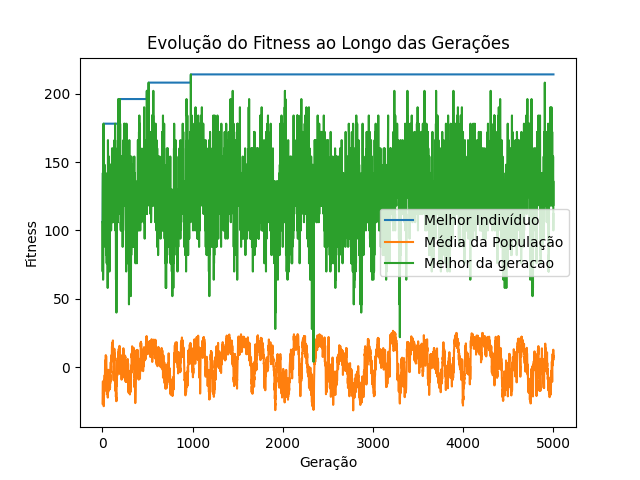 Evolução do Fitness ao Longo das Gerações
Fitness
200
150
100
50
0
Melhor Indivíduo
Média da População
Melhor da geracao
0
1000
2000
3000
4000
5000
Geração